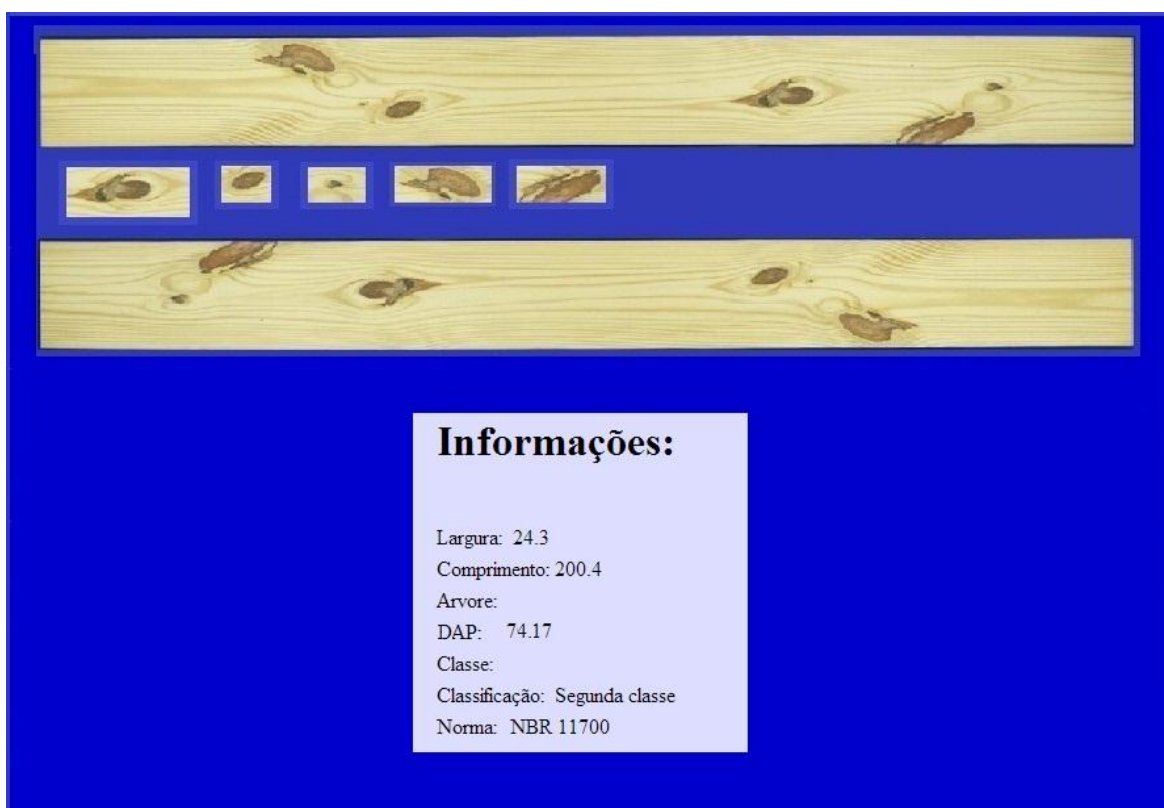 Informações:
Largura: 24.3
Comprimento: 200.4
Arvore:
DAP: 74.17
Classe:
Classificação: Segunda classe
Norma: NBR 11700